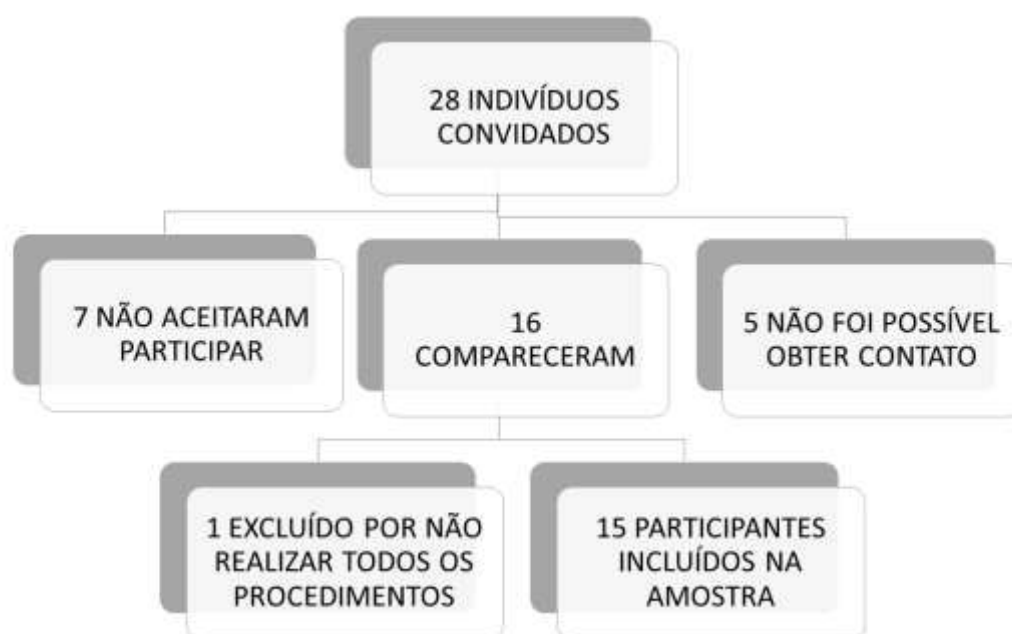 28 INDIVÍDUOS
CONVIDADOS
7 NÃO ACEITARAM
PARTICIPAR
16
COMPARECERAM
5 NÃO FOI POSSÍVEL
OBTER CONTATO
1 EXCLUÍDO POR NÃO
REALIZAR TODOS OS
PROCEDIMENTOS
15 PARTICIPANTES
INCLUÍDOS NA
AMOSTRA